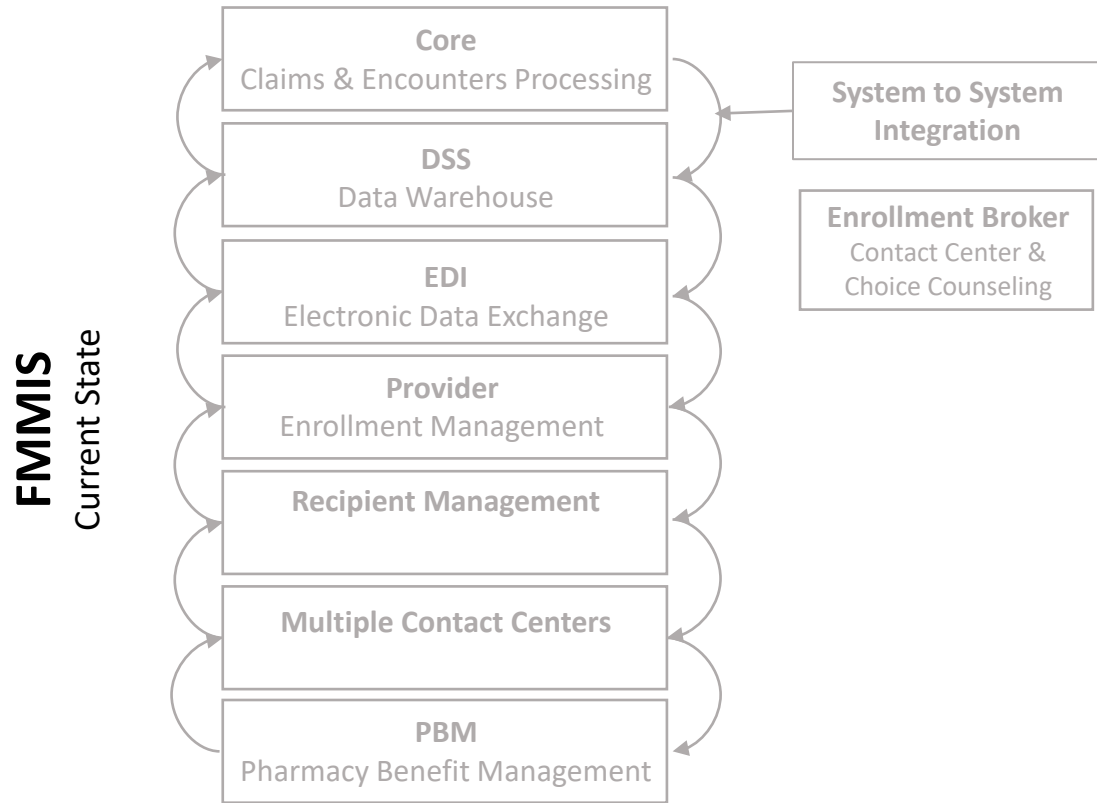 FMMIS
Current State
Core
Claims & Encounters Processing
DSS
Data Warehouse
EDI
Electronic Data Exchange
Provider
Enrollment Management
Recipient Management
Multiple Contact Centers
PBM
Pharmacy Benefit Management
System to System
Integration
Enrollment Broker
Contact Center &
Choice Counseling